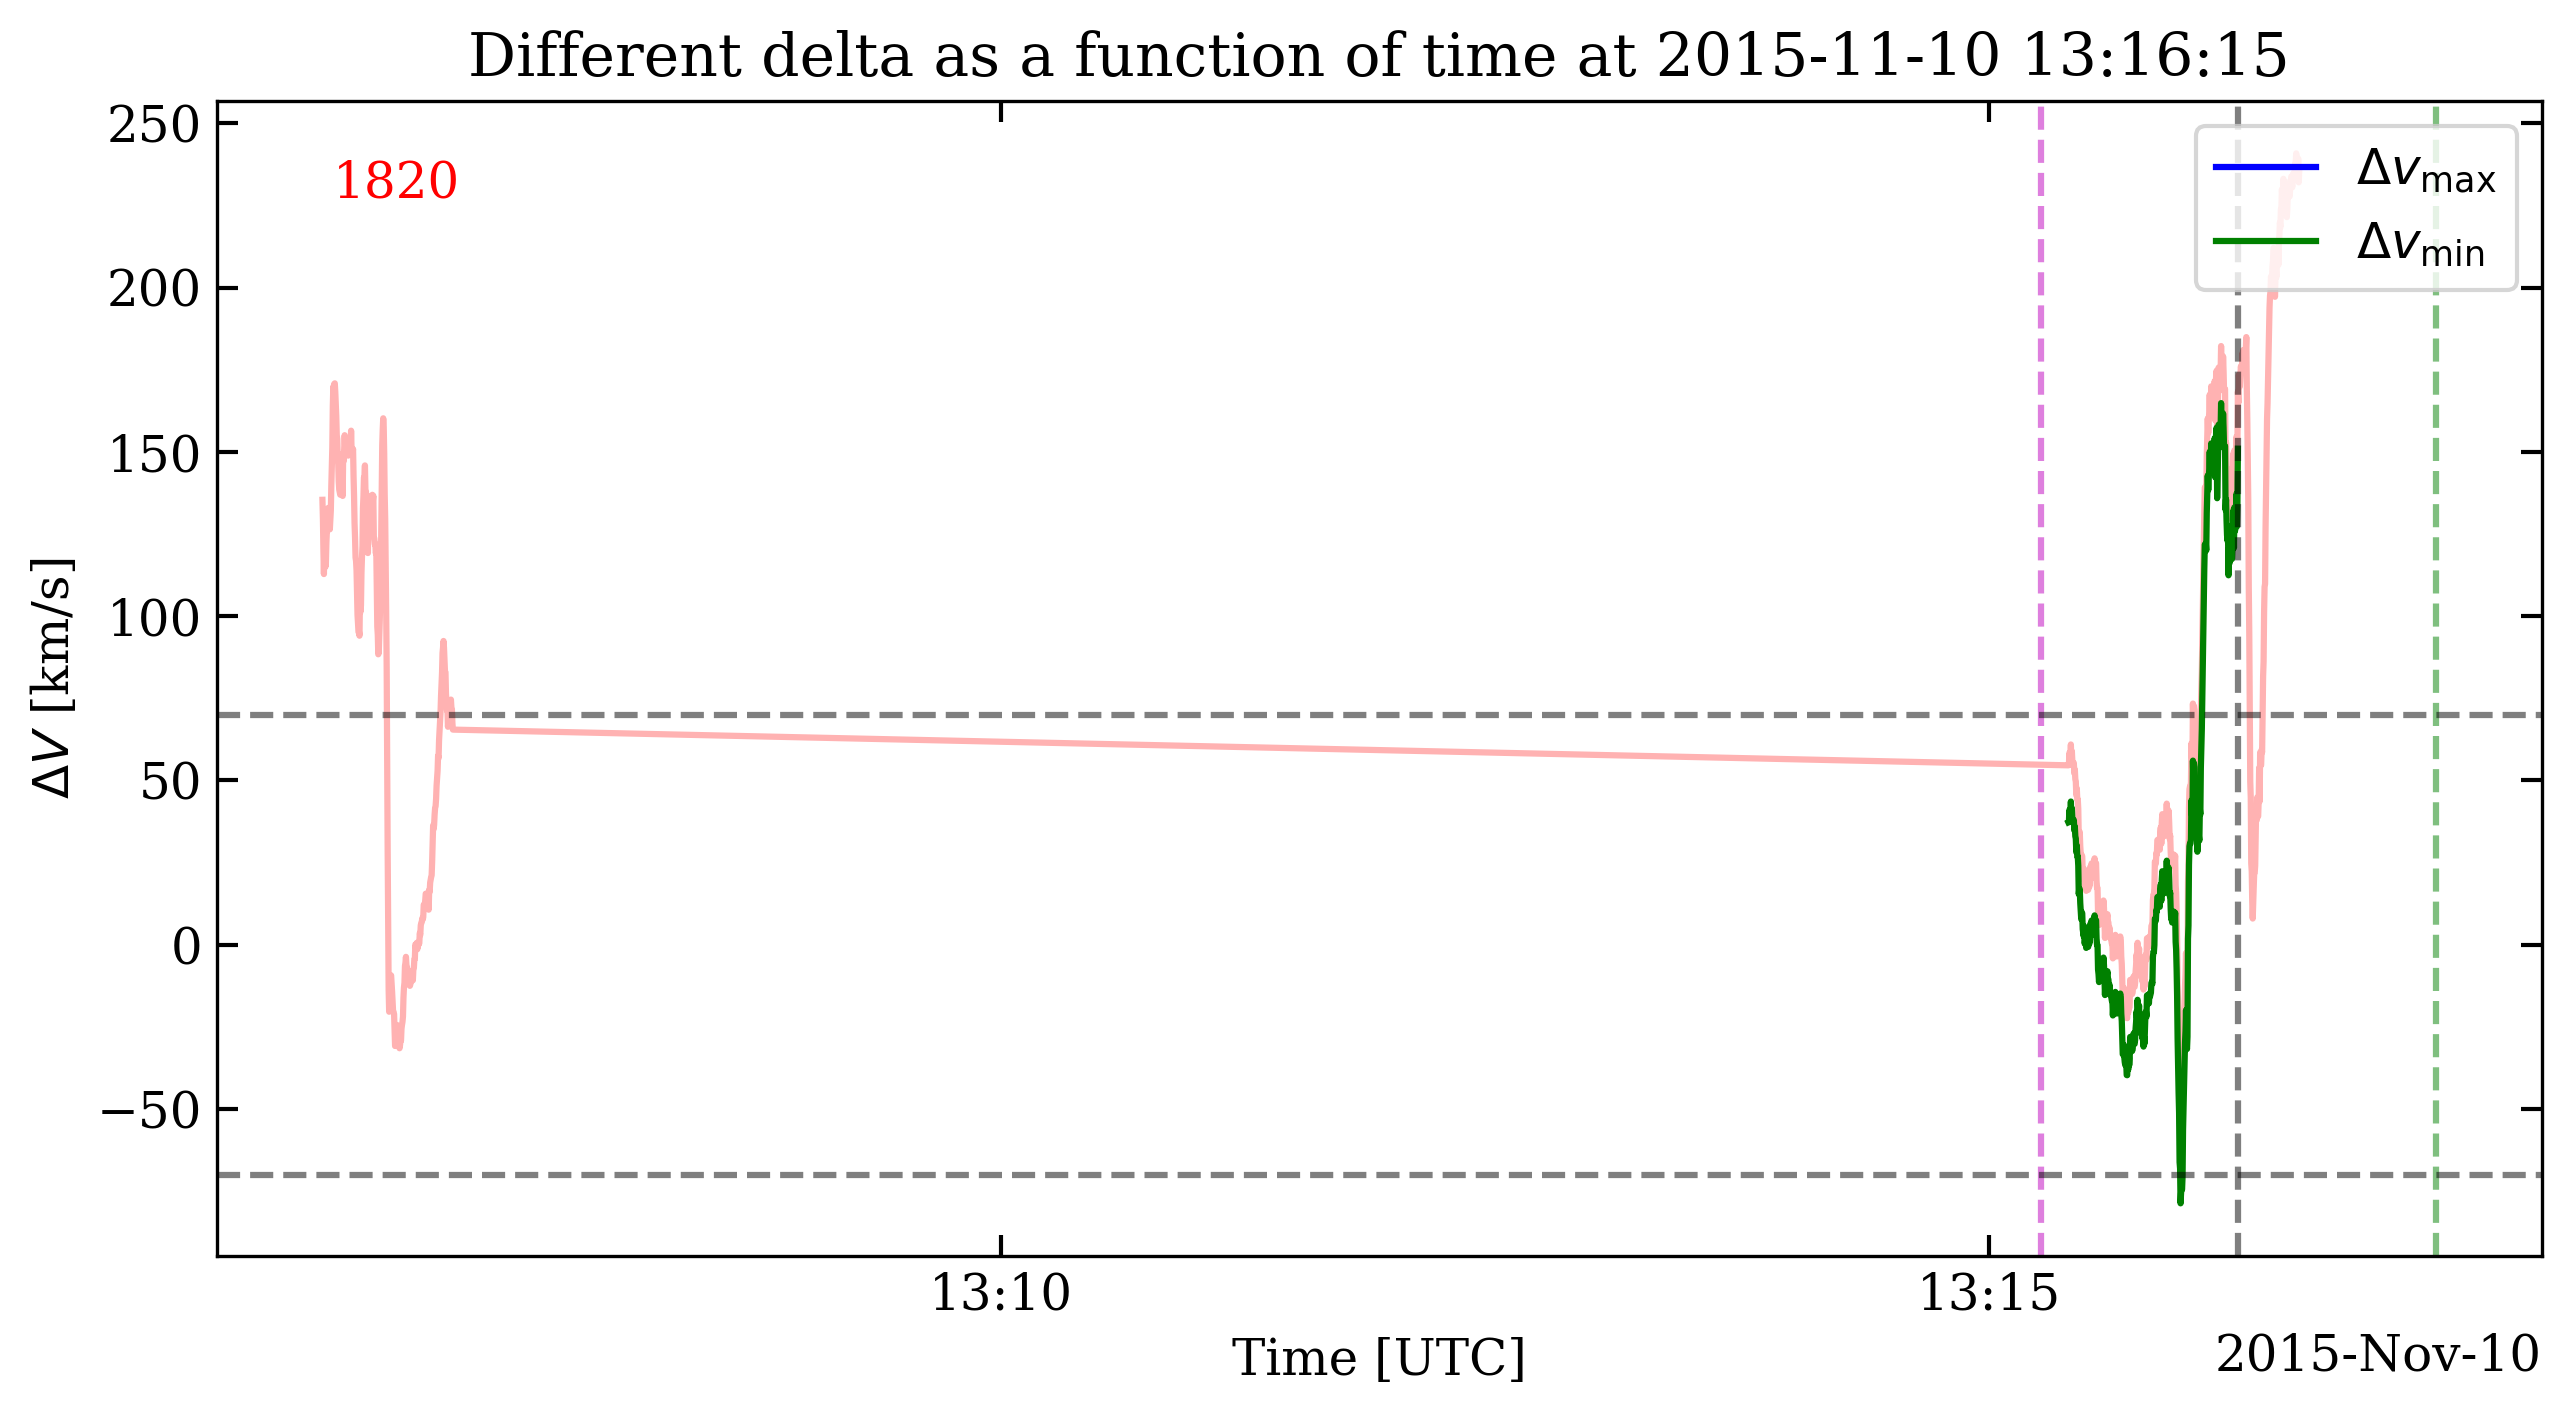 Different delta as a function of time at 2015-11-10 13:16:15
250
200
150
100
50
0
−50
ΔV [km/s]
1820
Δv_max
Δv_min
13:10
13:15
Time [UTC]
2015-Nov-10